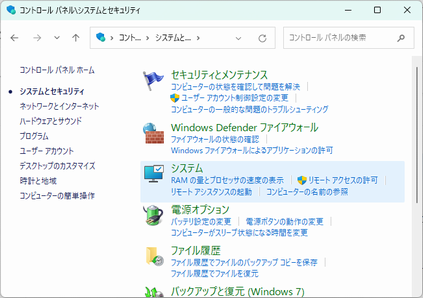 コントロール パネル\システムとセキュリティ
コント... システムと...
コントロール パネルの検索
コントロール パネル ホーム
システムとセキュリティ
ネットワークとインターネット
ハードウェアとサウンド
プログラム
ユーザー アカウント
デスクトップのカスタマイズ
時計と地域
コンピューターの簡単操作
セキュリティとメンテナンス
コンピューターの状態を確認して問題を解決
ユーザー アカウント制御設定の変更
コンピューターの一般的な問題のトラブルシューティング
Windows Defender ファイアウォール
ファイアウォールの状態の確認
Windows ファイアウォールによるアプリケーションの許可
システム
RAM の量とプロセッサの速度の表示 リモート アクセスの許可
リモート アシスタンスの起動 コンピューターの名前の参照
電源オプション
バッテリ設定の変更 電源ボタンの動作の変更
コンピューターがスリープ状態になる時間を変更
ファイル履歴
ファイル履歴でファイルのバックアップ コピーを保存
ファイル履歴でファイルを復元
バックアップと復元 (Windows 7)